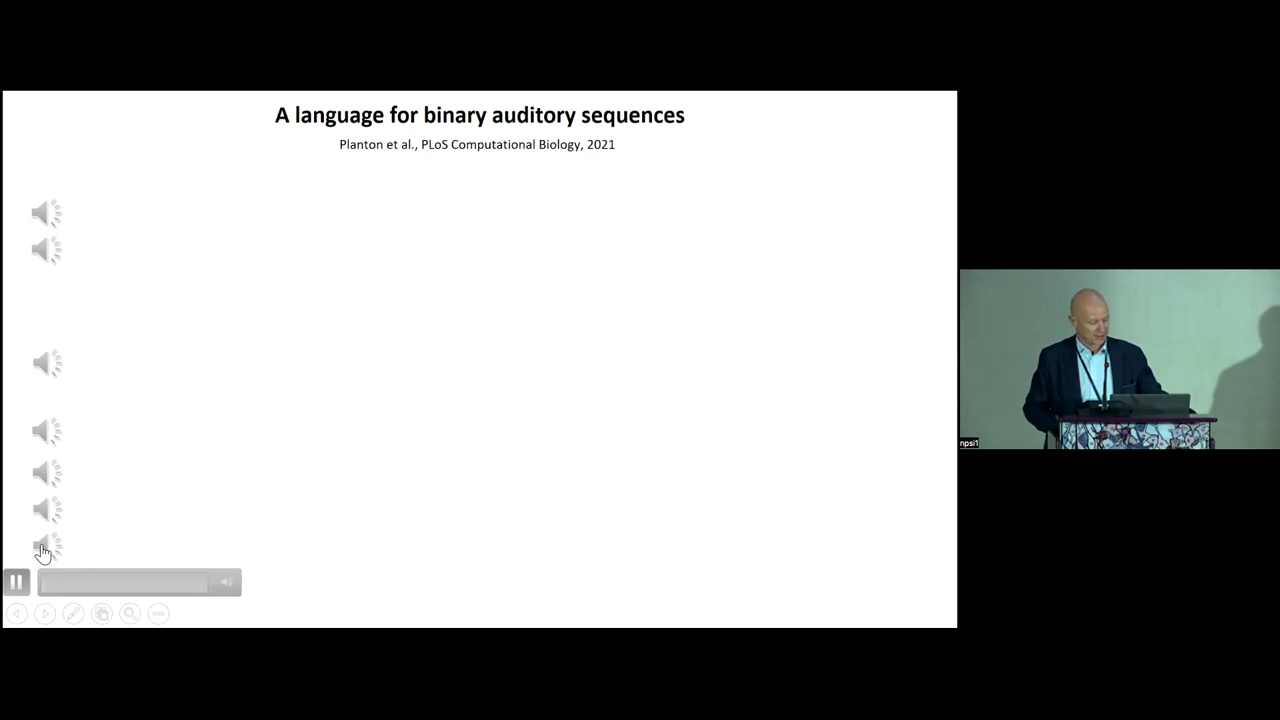 A language for binary auditory sequences
Planton et al., PLoS Computational Biology, 2021
npsi1